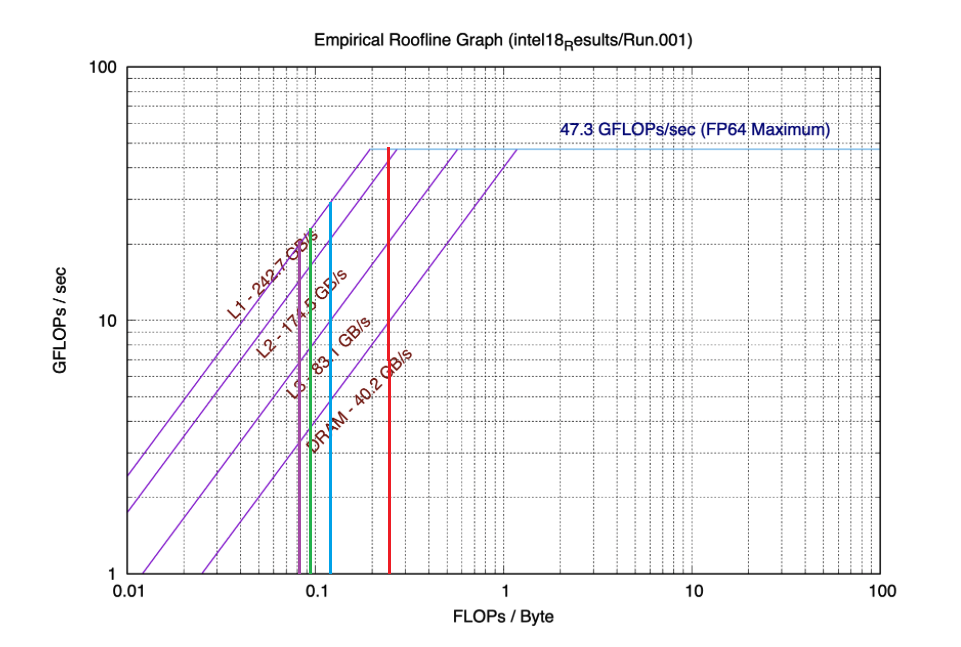 Empirical Roofline Graph (intel18Results/Run.001)
100
47.3 GFLOPs/sec (FP64 Maximum)
L1 - 242.7 GB/s
L2 - 174.5 GB/s
10
L3 - 83.1 GB/s
DRAM - 40.2 GB/s
GFLOPs / sec
1
0.01
0.1
1
10
100
FLOPs / Byte